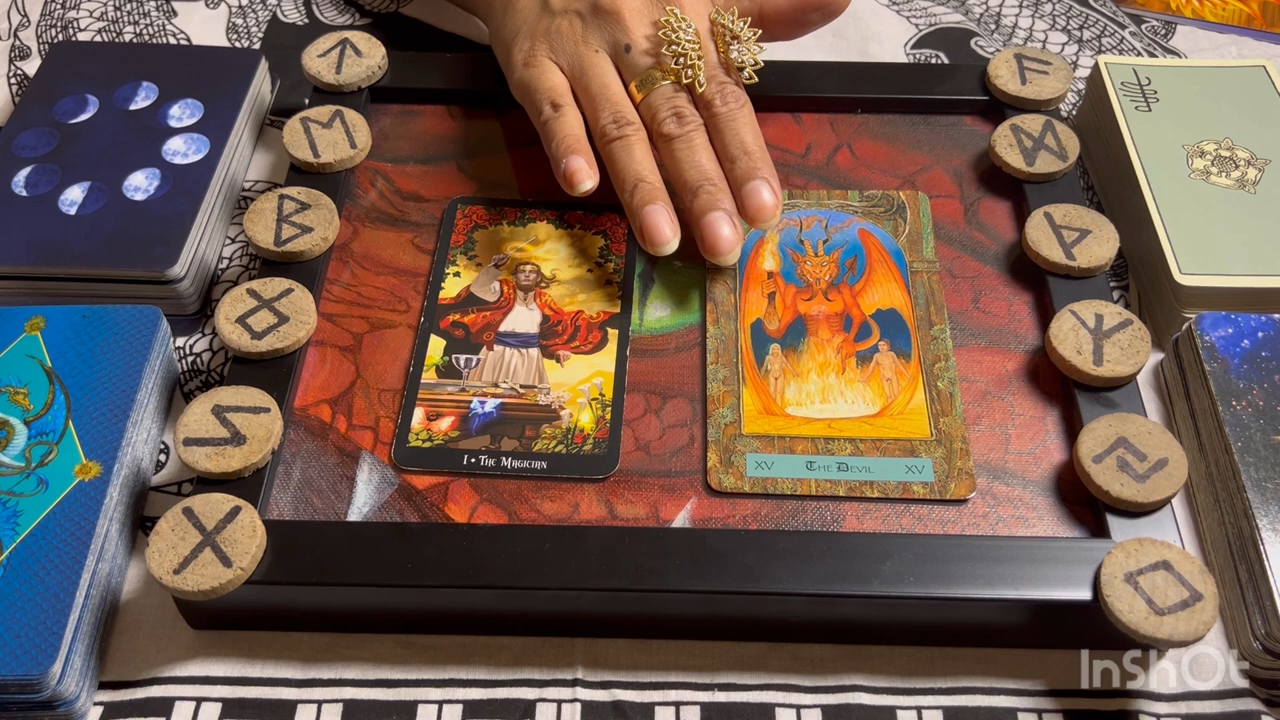 ᛏ
ᛖ
ᛒ
ᛟ
ᛊ
ᚷ
ᚨ
ᛞ
ᚦ
ᛉ
ᛃ
I • THE MAGICIAN
XV THE DEVIL XV
InShOt